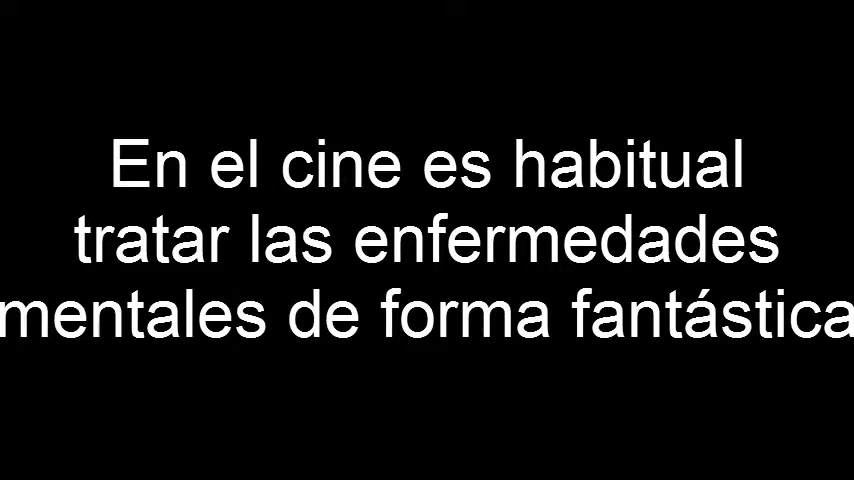 En el cine es habitual
tratar las enfermedades
mentales de forma fantástica